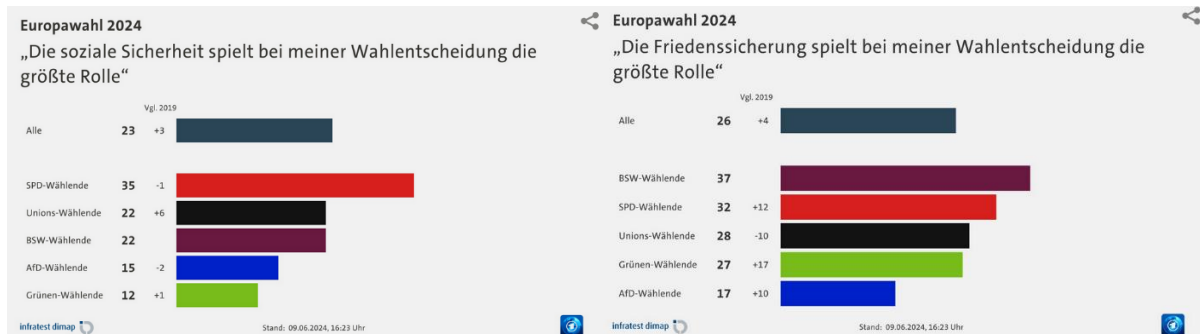 Europawahl 2024
„Die soziale Sicherheit spielt bei meiner Wahlentscheidung die
größte Rolle“
Vgl. 2019
Alle 23 +3
SPD-Wählende 35 -1
Unions-Wählende 22 +6
BSW-Wählende 22
AfD-Wählende 15 -2
Grünen-Wählende 12 +1
infratest dimap Stand: 09.06.2024, 16:23 Uhr
Europawahl 2024
„Die Friedenssicherung spielt bei meiner Wahlentscheidung die
größte Rolle“
Vgl. 2019
Alle 26 +4
BSW-Wählende 37
SPD-Wählende 32 +12
Unions-Wählende 28 -10
Grünen-Wählende 27 +17
AfD-Wählende 17 +10
infratest dimap Stand: 09.06.2024, 16:23 Uhr